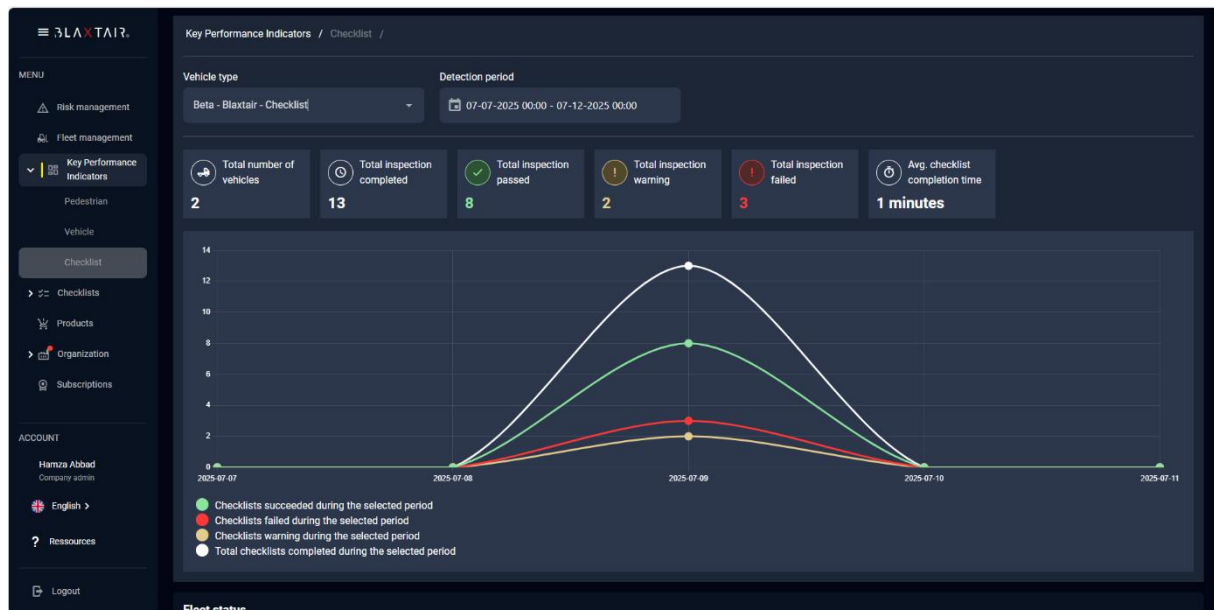 BLAXTAIR
MENU
Risk management
Fleet management
Key Performance
Indicators
Pedestrian
Vehicle
Checklist
Checklists
Products
Organization
Subscriptions
ACCOUNT
Hamza Abbad
Company admin
English >
? Ressources
Logout
Key Performance Indicators / Checklist /
Vehicle type
Beta - Blaxtair - Checklist
Detection period
07-07-2025 00:00 - 07-12-2025 00:00
Total number of
vehicles
2
Total inspection
completed
13
Total inspection
passed
8
Total inspection
warning
2
Total inspection
failed
3
Avg. checklist
completion time
1 minutes
14
12
10
8
6
4
2
0
2025-07-07
2025-07-08
2025-07-09
2025-07-10
2025-07-11
Checklists succeeded during the selected period
Checklists failed during the selected period
Checklists warning during the selected period
Total checklists completed during the selected period
Fleet status